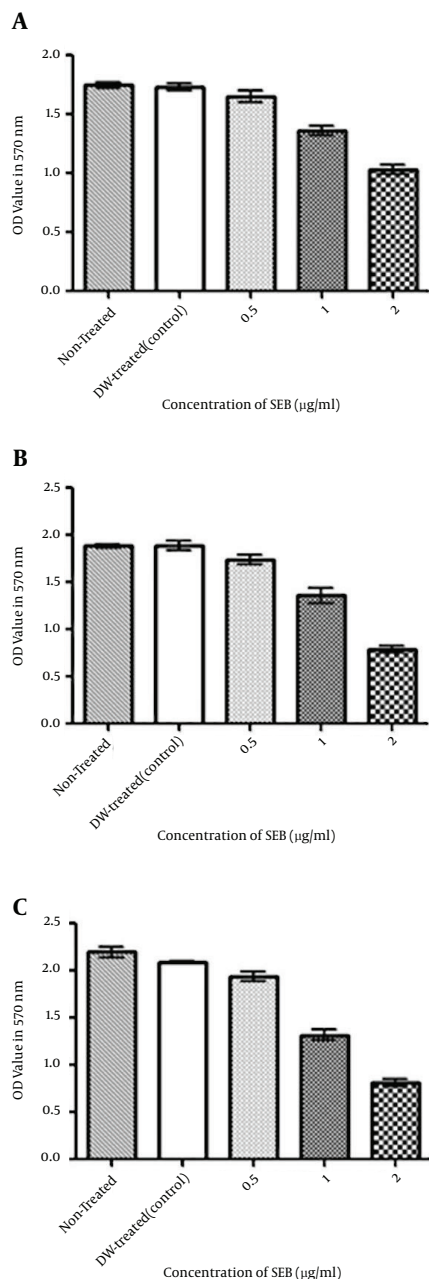 A
2.0
1.5
1.0
0.5
0.0
OD Value in 570 nm
Non-Treated
DW-treated(control)
0.5
1
2
Concentration of SEB (μg/ml)
B
2.5
2.0
1.5
1.0
0.5
0.0
OD Value in 570 nm
Non-Treated
DW-treated(control)
0.5
1
2
Concentration of SEB (μg/ml)
C
2.5
2.0
1.5
1.0
0.5
0.0
OD Value in 570 nm
Non-Treated
DW-treated(control)
0.5
1
2
Concentration of SEB (μg/ml)